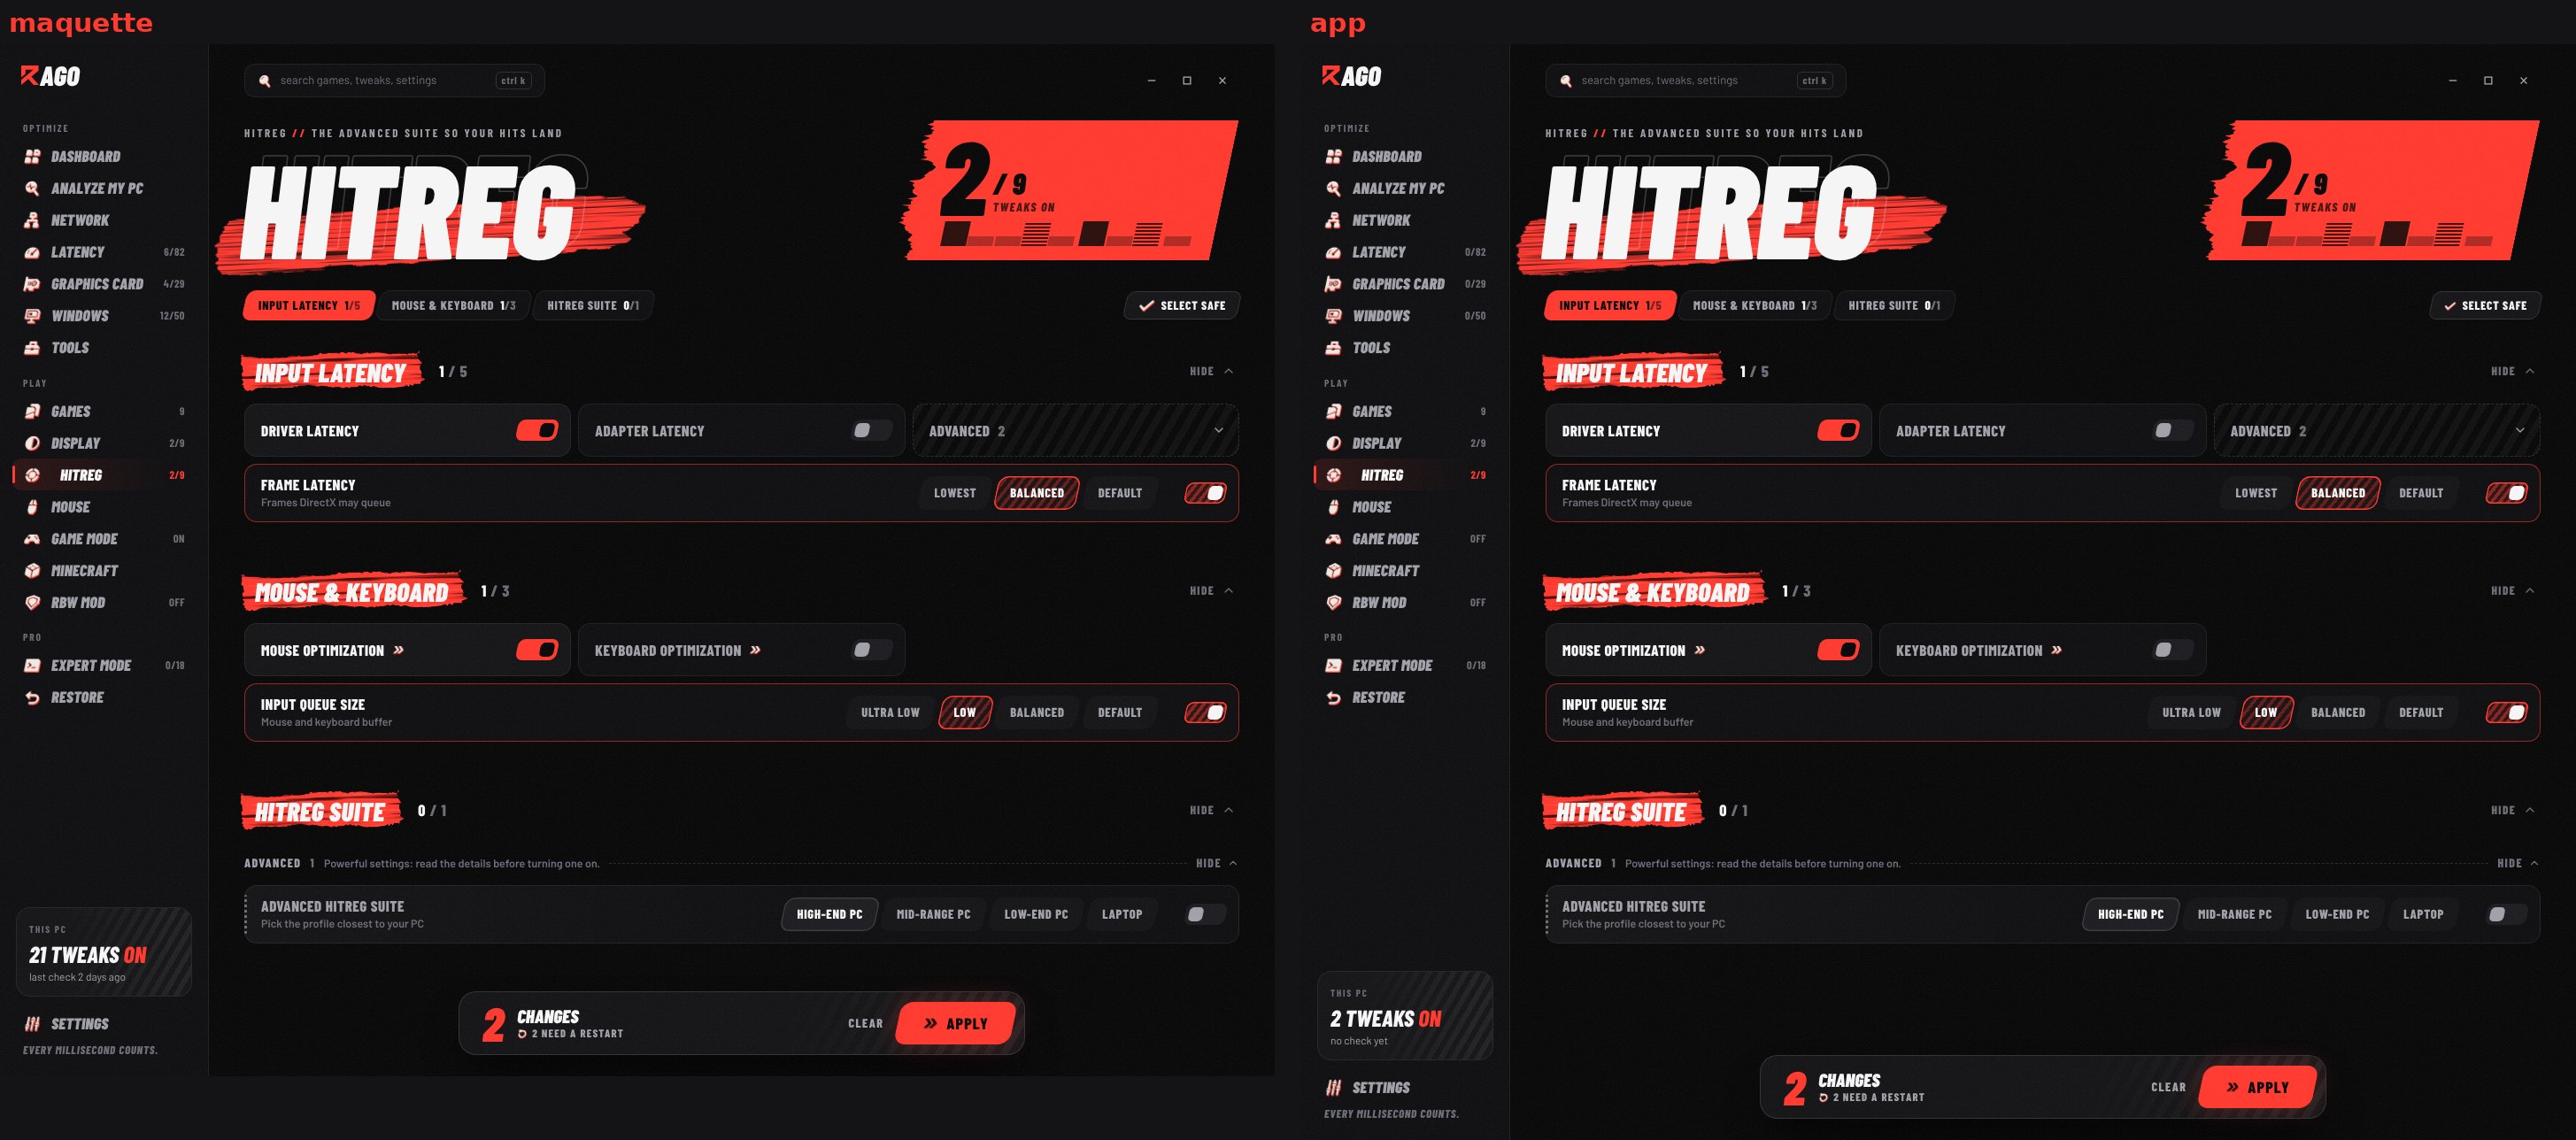 maquette
AGO
search games, tweaks, settings
ctrl k
OPTIMIZE
DASHBOARD
ANALYZE MY PC
NETWORK
LATENCY 6/82
GRAPHICS CARD 4/29
WINDOWS 12/50
TOOLS
PLAY
GAMES 9
DISPLAY 2/9
HITREG 2/9
MOUSE
GAME MODE ON
MINECRAFT
RBW MOD OFF
PRO
EXPERT MODE 0/18
RESTORE
THIS PC
21 TWEAKS ON
last check 2 days ago
SETTINGS
EVERY MILLISECOND COUNTS.
HITREG // THE ADVANCED SUITE SO YOUR HITS LAND
HITREG
2 / 9
TWEAKS ON
INPUT LATENCY 1/5
MOUSE & KEYBOARD 1/3
HITREG SUITE 0/1
SELECT SAFE
INPUT LATENCY 1 / 5
HIDE
DRIVER LATENCY
ADAPTER LATENCY
ADVANCED 2
FRAME LATENCY
Frames DirectX may queue
LOWEST
BALANCED
DEFAULT
MOUSE & KEYBOARD 1 / 3
HIDE
MOUSE OPTIMIZATION
KEYBOARD OPTIMIZATION
INPUT QUEUE SIZE
Mouse and keyboard buffer
ULTRA LOW
LOW
BALANCED
DEFAULT
HITREG SUITE 0 / 1
HIDE
ADVANCED 1 Powerful settings: read the details before turning one on.
HIDE
ADVANCED HITREG SUITE
Pick the profile closest to your PC
HIGH-END PC
MID-RANGE PC
LOW-END PC
LAPTOP
2 CHANGES
2 NEED A RESTART
CLEAR
APPLY
app
AGO
search games, tweaks, settings
ctrl k
OPTIMIZE
DASHBOARD
ANALYZE MY PC
NETWORK
LATENCY 0/82
GRAPHICS CARD 0/29
WINDOWS 0/50
TOOLS
PLAY
GAMES 9
DISPLAY 2/9
HITREG 2/9
MOUSE
GAME MODE OFF
MINECRAFT
RBW MOD OFF
PRO
EXPERT MODE 0/18
RESTORE
THIS PC
2 TWEAKS ON
no check yet
SETTINGS
EVERY MILLISECOND COUNTS.
HITREG // THE ADVANCED SUITE SO YOUR HITS LAND
HITREG
2 / 9
TWEAKS ON
INPUT LATENCY 1/5
MOUSE & KEYBOARD 1/3
HITREG SUITE 0/1
SELECT SAFE
INPUT LATENCY 1 / 5
HIDE
DRIVER LATENCY
ADAPTER LATENCY
ADVANCED 2
FRAME LATENCY
Frames DirectX may queue
LOWEST
BALANCED
DEFAULT
MOUSE & KEYBOARD 1 / 3
HIDE
MOUSE OPTIMIZATION
KEYBOARD OPTIMIZATION
INPUT QUEUE SIZE
Mouse and keyboard buffer
ULTRA LOW
LOW
BALANCED
DEFAULT
HITREG SUITE 0 / 1
HIDE
ADVANCED 1 Powerful settings: read the details before turning one on.
HIDE
ADVANCED HITREG SUITE
Pick the profile closest to your PC
HIGH-END PC
MID-RANGE PC
LOW-END PC
LAPTOP
2 CHANGES
2 NEED A RESTART
CLEAR
APPLY